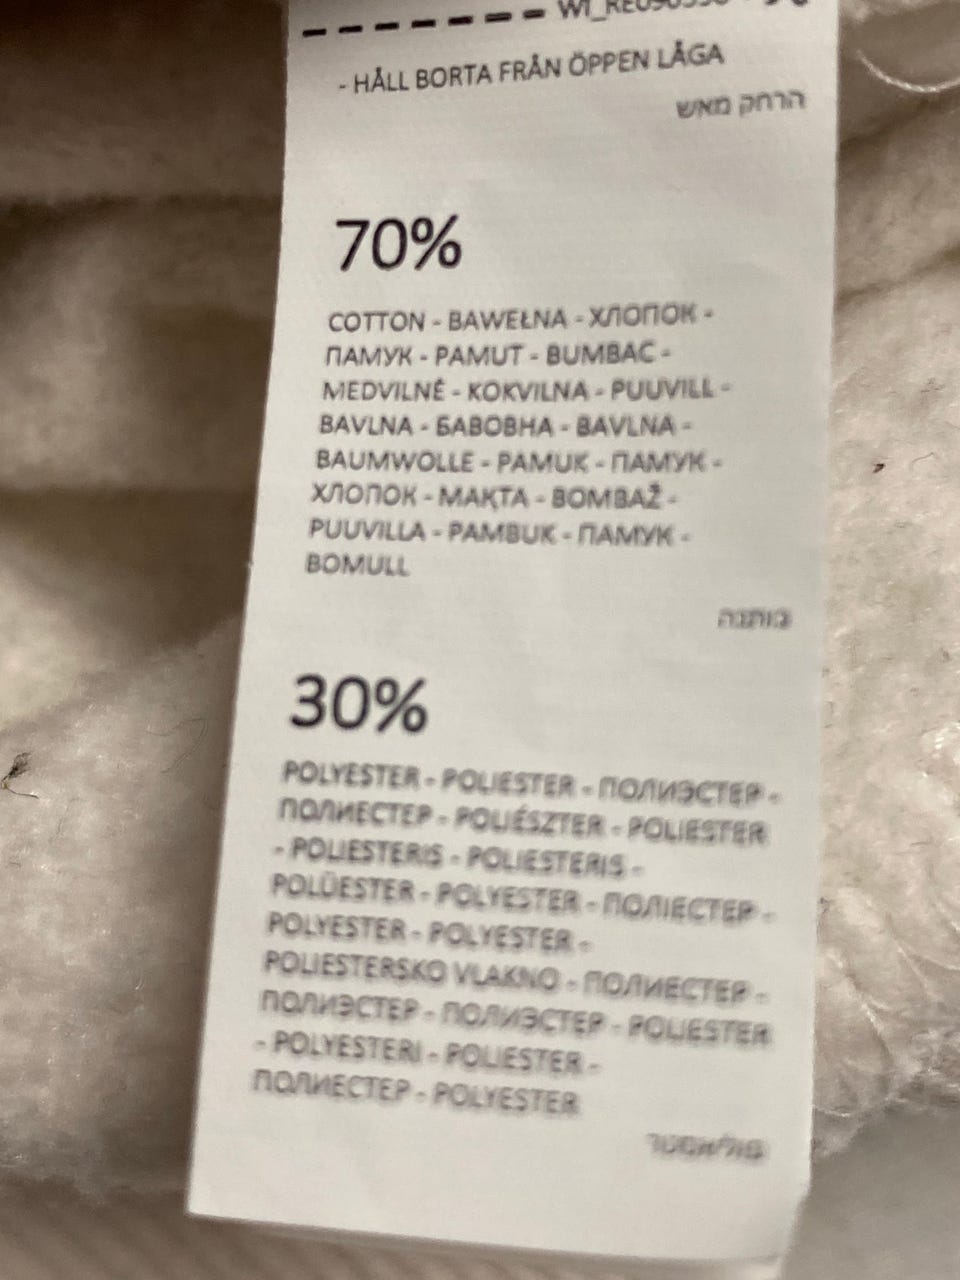 - HÅLL BORTA FRÅN ÖPPEN LÅGA
הרחק מאש
70%
COTTON - BAWEŁNA - ХЛОПОК -
ПАМУК - PAMUT - BUMBAC -
MEDVILNĖ - KOKVILNA - PUUVILL -
BAVLNA - БАВОВНА - BAVLNA -
BAUMWOLLE - PAMUK - ПАМУК -
ХЛОПОК - МАҚТА - BOMBAŽ -
PUUVILLA - PAMBUK - ПАМУК -
BOMULL
כותנה
30%
POLYESTER - POLIESTER - ПОЛИЭСТЕР -
ПОЛИЕСТЕР - POLIÉSZTER - POLIESTER
- POLIESTERIS - POLIESTERIS -
POLÜESTER - POLYESTER - ПОЛІЕСТЕР -
POLYESTER - POLYESTER -
POLIESTERSKO VLAKNO - ПОЛИЕСТЕР -
ПОЛИЭСТЕР - ПОЛИЭСТЕР - POLIESTER
- POLYESTERI - POLIESTER -
ПОЛИЕСТЕР - POLYESTER
פוליאסטר